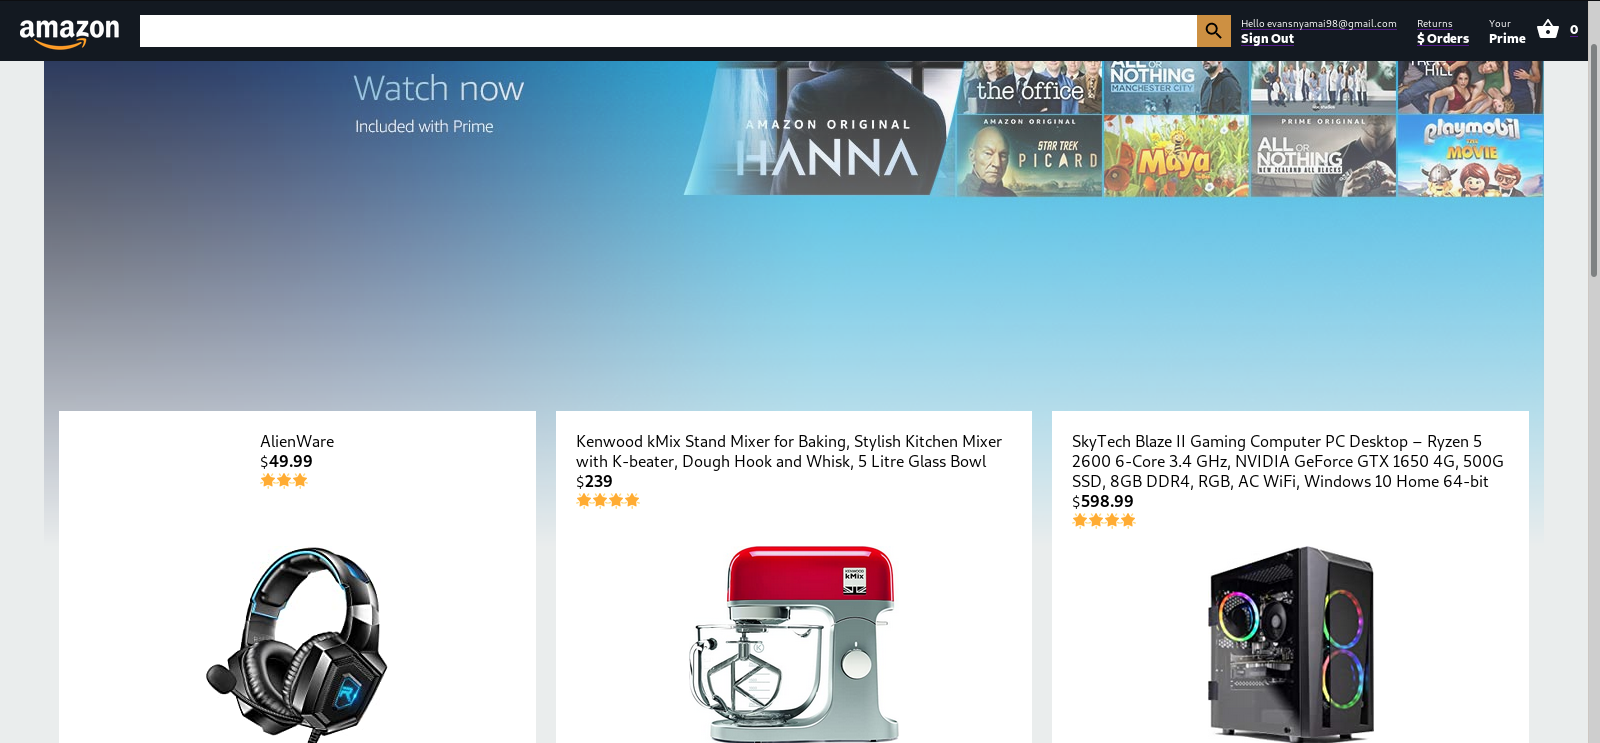 amazon
Hello evansnyamai98@gmail.com
Sign Out
Returns
$ Orders
Your
Prime
0
Watch now
Included with Prime
AMAZON ORIGINAL
HANNA
the office
ALL OR
NOTHING
MANCHESTER CITY
HILL
AMAZON ORIGINAL
STAR TREK
PICARD
Maya
PRIME ORIGINAL
ALL OR
NOTHING
NEW ZEALAND ALL BLACKS
playmobil
THE
MOVIE
AlienWare
$49.99
Kenwood kMix Stand Mixer for Baking, Stylish Kitchen Mixer
with K-beater, Dough Hook and Whisk, 5 Litre Glass Bowl
$239
SkyTech Blaze II Gaming Computer PC Desktop – Ryzen 5
2600 6-Core 3.4 GHz, NVIDIA GeForce GTX 1650 4G, 500G
SSD, 8GB DDR4, RGB, AC WiFi, Windows 10 Home 64-bit
$598.99
KENWOOD
kMix